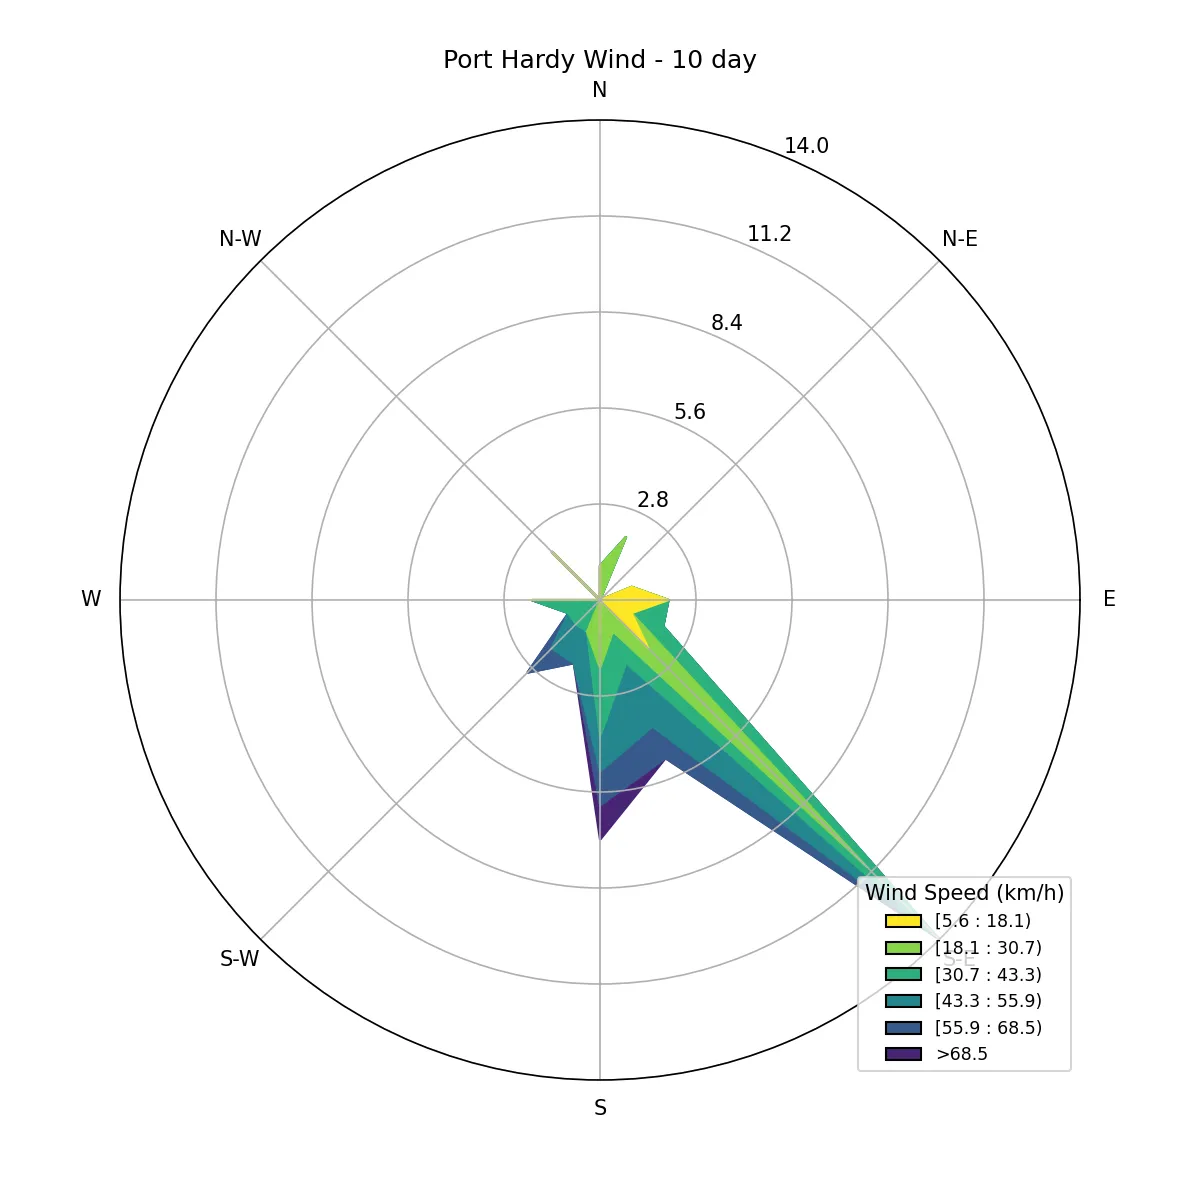 Port Hardy Wind - 10 day
N
14.0
N-W
11.2
N-E
8.4
5.6
2.8
W
E
Wind Speed (km/h)
[5.6 : 18.1)
[18.1 : 30.7)
S-W
S-E
[30.7 : 43.3)
[43.3 : 55.9)
[55.9 : 68.5)
>68.5
S